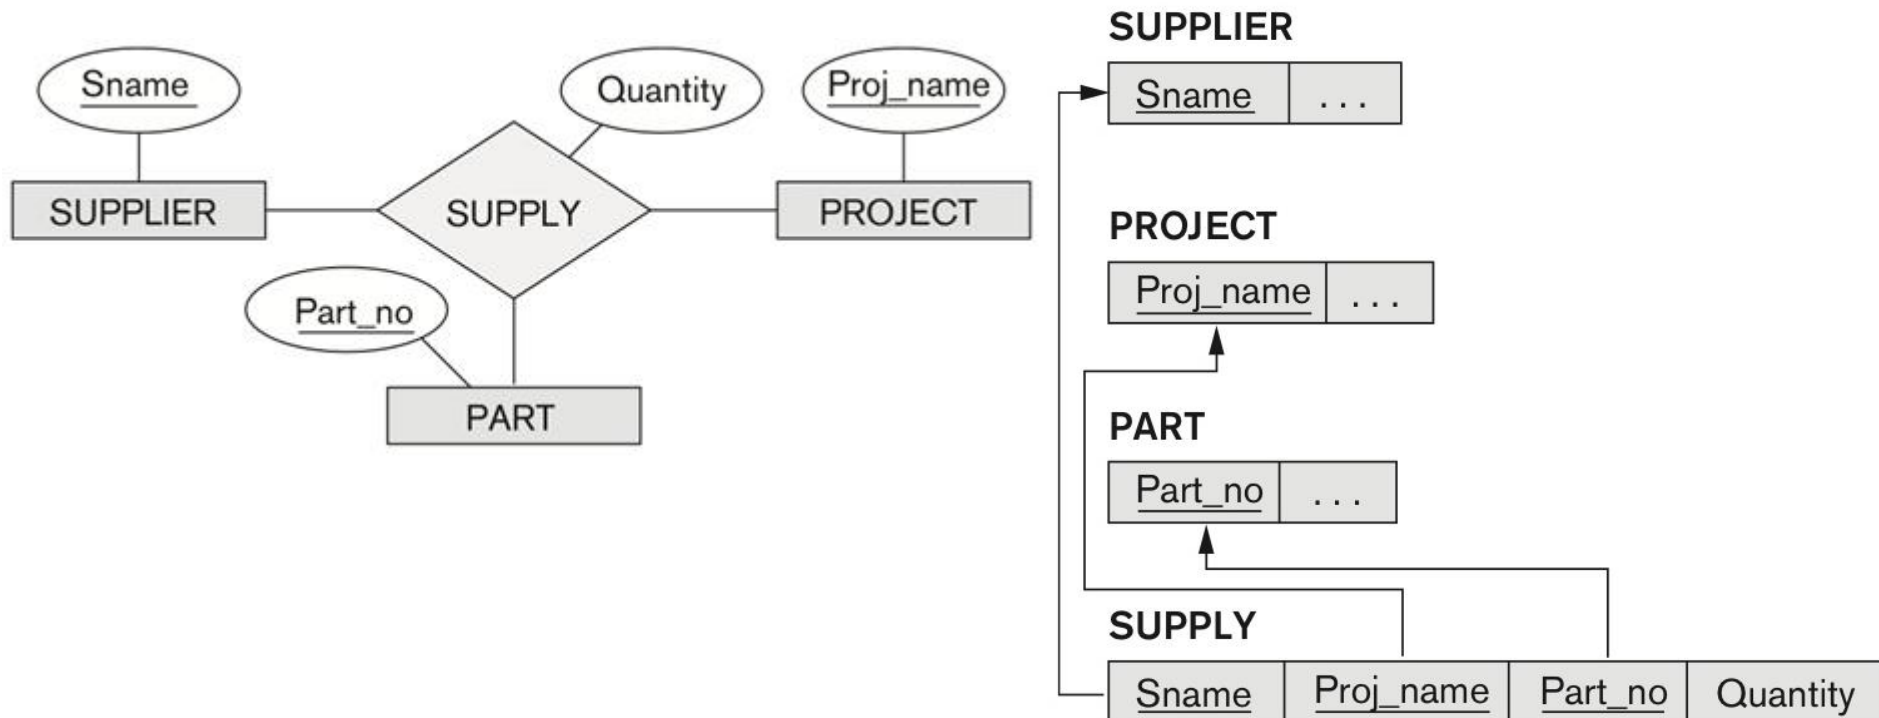 Sname
Quantity
Proj_name
SUPPLIER
SUPPLY
PROJECT
Part_no
PART
SUPPLIER
Sname
. . .
PROJECT
Proj_name
. . .
PART
Part_no
. . .
SUPPLY
Sname
Proj_name
Part_no
Quantity